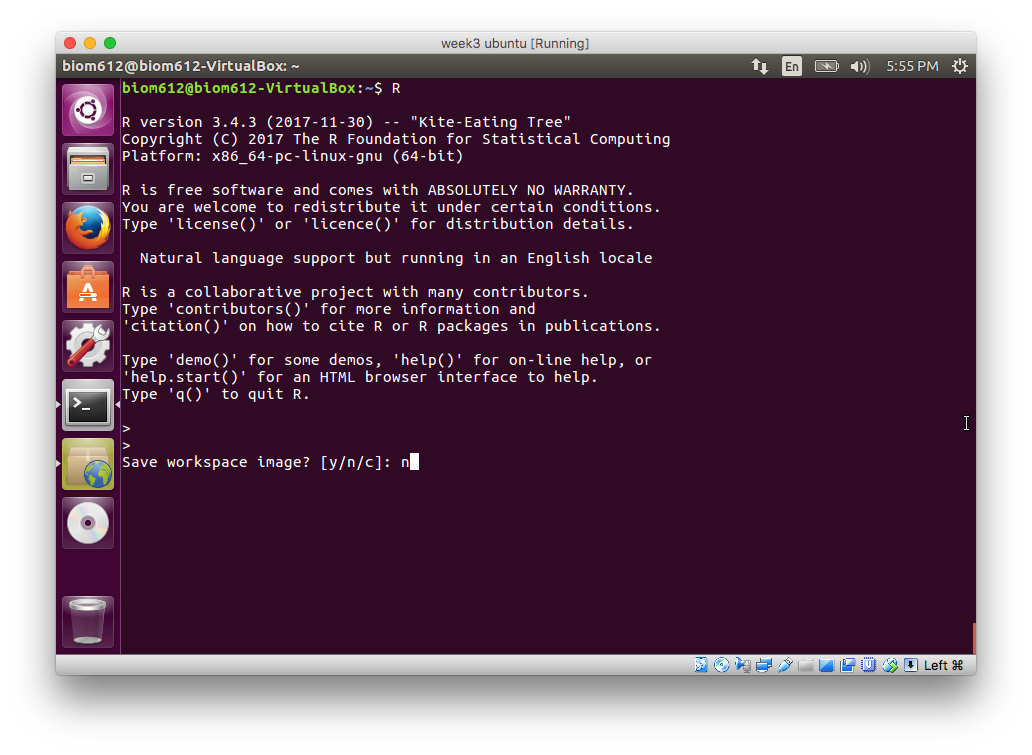 week3 ubuntu [Running]
biom612@biom612-VirtualBox: ~
En
5:55 PM
biom612@biom612-VirtualBox:~$ R
R version 3.4.3 (2017-11-30) -- "Kite-Eating Tree"
Copyright (C) 2017 The R Foundation for Statistical Computing
Platform: x86_64-pc-linux-gnu (64-bit)
R is free software and comes with ABSOLUTELY NO WARRANTY.
You are welcome to redistribute it under certain conditions.
Type 'license()' or 'licence()' for distribution details.
Natural language support but running in an English locale
R is a collaborative project with many contributors.
Type 'contributors()' for more information and
'citation()' on how to cite R or R packages in publications.
Type 'demo()' for some demos, 'help()' for on-line help, or
'help.start()' for an HTML browser interface to help.
Type 'q()' to quit R.
>
>
Save workspace image? [y/n/c]: n
Left ⌘